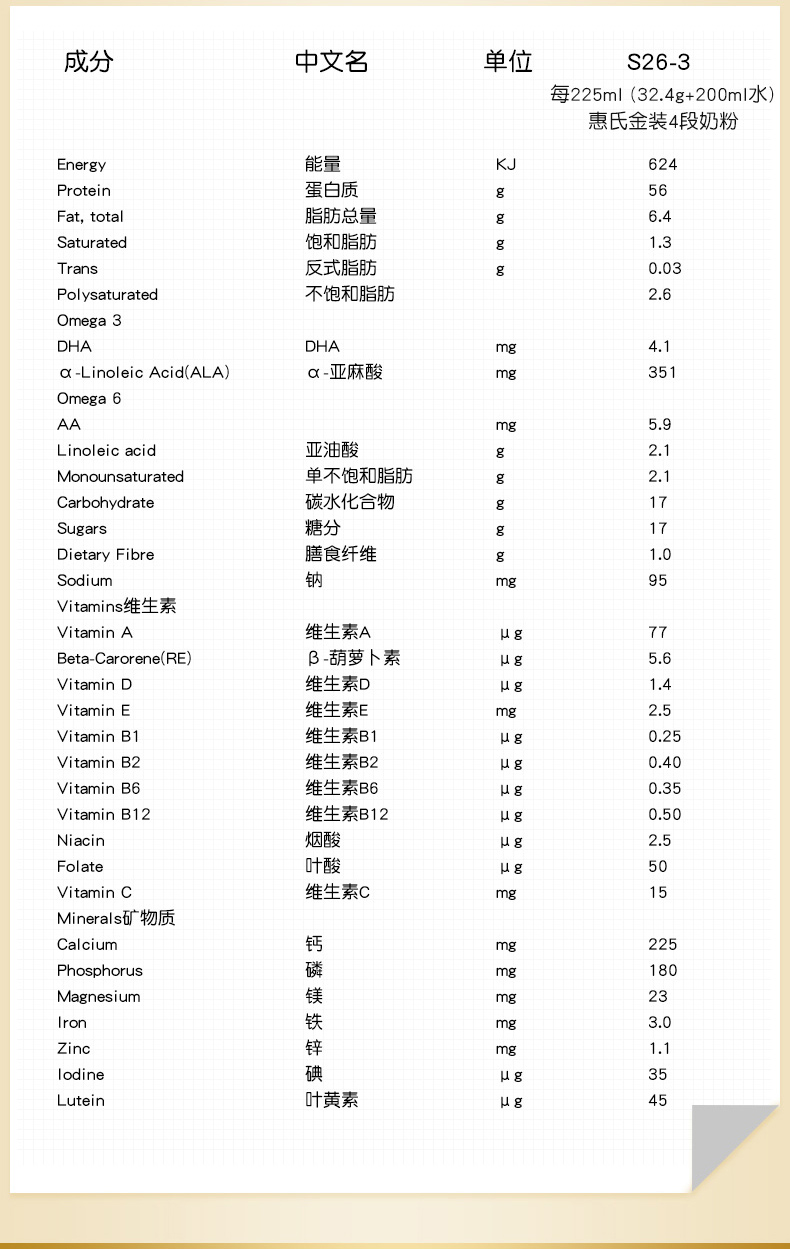 成分 中文名 单位 S26-3
每225ml (32.4g+200ml水)
惠氏金装4段奶粉
Energy 能量 KJ 624
Protein 蛋白质 g 56
Fat, total 脂肪总量 g 6.4
Saturated 饱和脂肪 g 1.3
Trans 反式脂肪 g 0.03
Polysaturated 不饱和脂肪 2.6
Omega 3
DHA DHA mg 4.1
α-Linoleic Acid(ALA) α-亚麻酸 mg 351
Omega 6
AA mg 5.9
Linoleic acid 亚油酸 g 2.1
Monounsaturated 单不饱和脂肪 g 2.1
Carbohydrate 碳水化合物 g 17
Sugars 糖分 g 17
Dietary Fibre 膳食纤维 g 1.0
Sodium 钠 mg 95
Vitamins维生素
Vitamin A 维生素A μg 77
Beta-Carorene(RE) β-葫萝卜素 μg 5.6
Vitamin D 维生素D μg 1.4
Vitamin E 维生素E mg 2.5
Vitamin B1 维生素B1 μg 0.25
Vitamin B2 维生素B2 μg 0.40
Vitamin B6 维生素B6 μg 0.35
Vitamin B12 维生素B12 μg 0.50
Niacin 烟酸 μg 2.5
Folate 叶酸 μg 50
Vitamin C 维生素C mg 15
Minerals矿物质
Calcium 钙 mg 225
Phosphorus 磷 mg 180
Magnesium 镁 mg 23
Iron 铁 mg 3.0
Zinc 锌 mg 1.1
Iodine 碘 μg 35
Lutein 叶黄素 μg 45